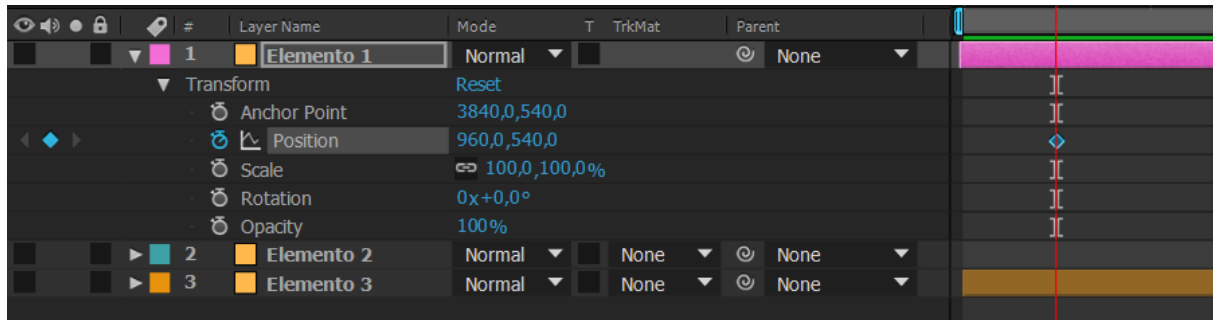 # Layer Name Mode T TrkMat Parent
1 Elemento 1 Normal None
Transform Reset
Anchor Point 3840,0,540,0
Position 960,0,540,0
Scale 100,0,100,0%
Rotation 0x+0,0°
Opacity 100%
2 Elemento 2 Normal None None
3 Elemento 3 Normal None None